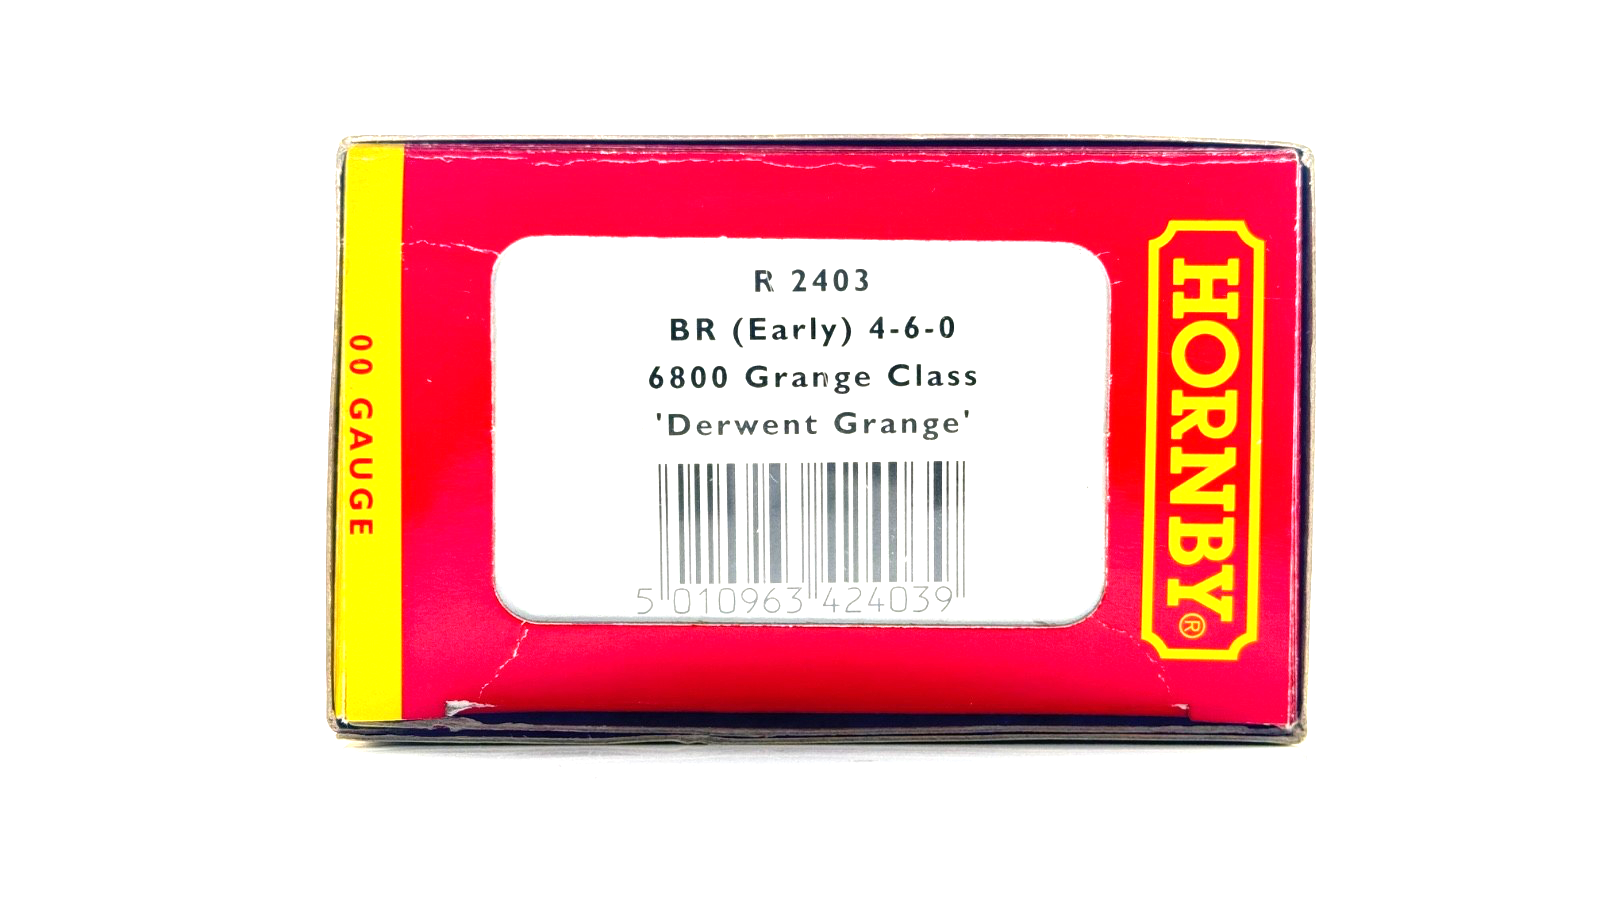 00 GAUGE
R 2403
BR (Early) 4-6-0
6800 Grange Class
'Derwent Grange'
5 010963 424039
HORNBY®